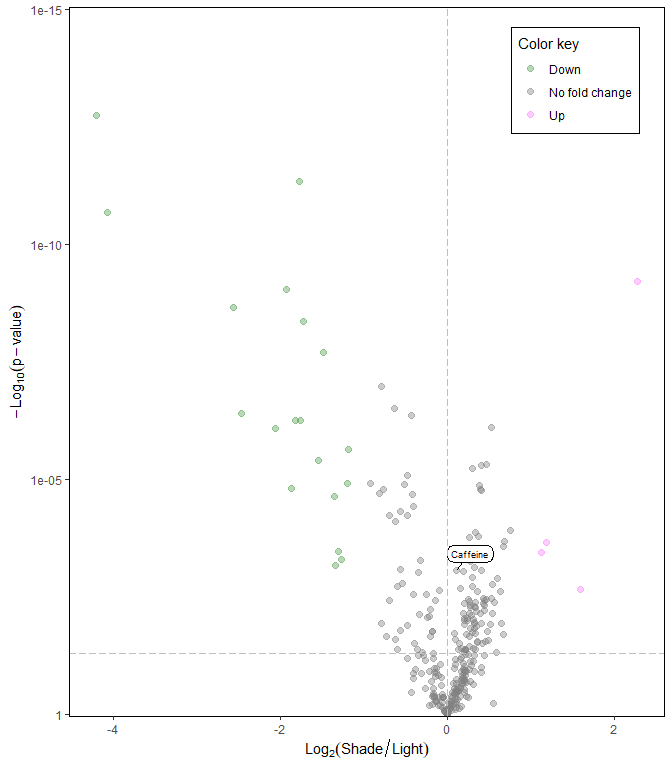 1e-15
Color key
Down
No fold change
Up
1e-10
−Log₁₀(p−value)
1e-05
Caffeine
1
-4 -2 0 2
Log₂(Shade/Light)